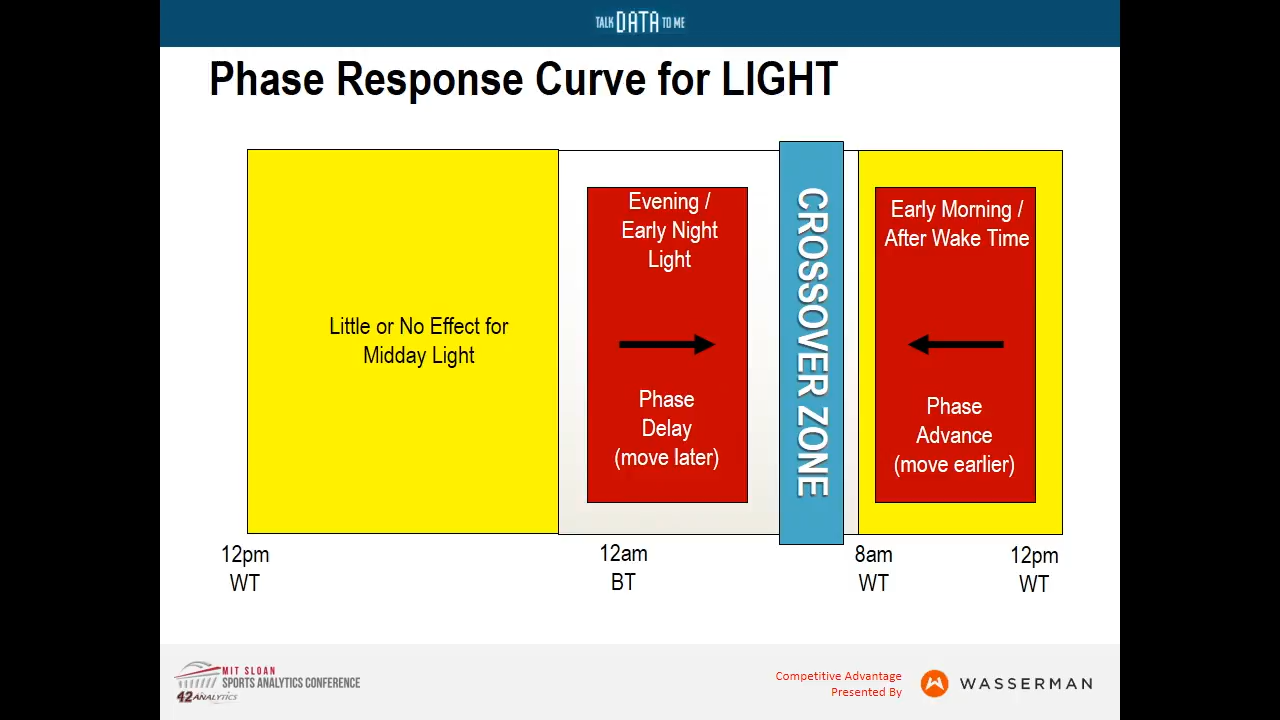 TALK DATA TO ME
Phase Response Curve for LIGHT
Little or No Effect for
Midday Light
Evening /
Early Night
Light
Phase
Delay
(move later)
CROSSOVER ZONE
Early Morning /
After Wake Time
Phase
Advance
(move earlier)
12pm
WT
12am
BT
8am
WT
12pm
WT
MIT SLOAN
SPORTS ANALYTICS CONFERENCE
42ANALYTICS
Competitive Advantage
Presented By
WASSERMAN